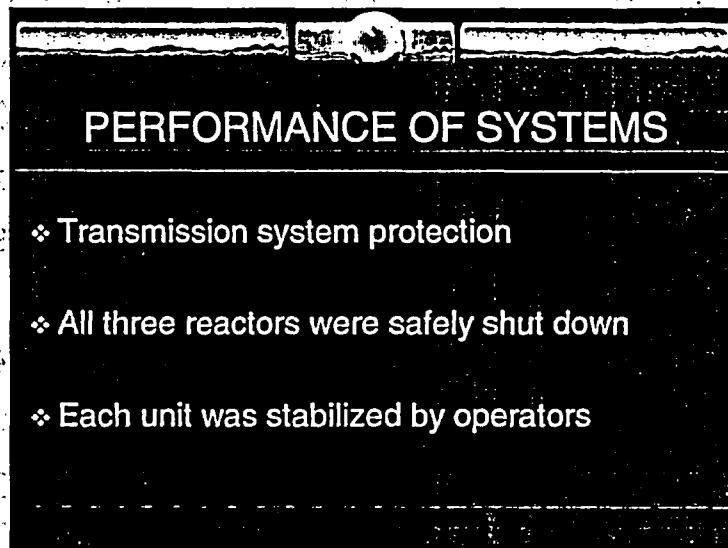 PERFORMANCE OF SYSTEMS
❖ Transmission system protection
❖ All three reactors were safely shut down
❖ Each unit was stabilized by operators